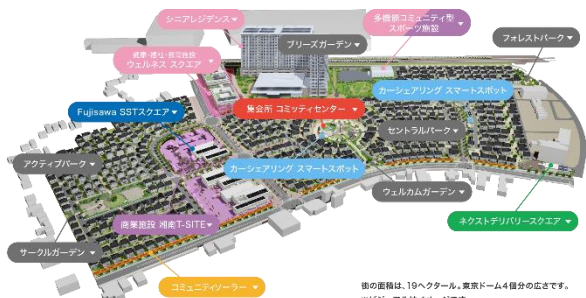 シニアレジデンス
多機能コミュニティ型
スポーツ施設
ブリーズガーデン
フォレストパーク
健康・福祉・教育施設
ウェルネス スクエア
カーシェアリング スマートスポット
Fujisawa SSTスクエア
集会所 コミッティセンター
セントラルパーク
アクティブパーク
カーシェアリング スマートスポット
ウェルカムガーデン
商業施設 湘南T-SITE
ネクストデリバリースクエア
サークルガーデン
コミュニティソーラー
街の面積は、19ヘクタール。東京ドーム4個分の広さです。